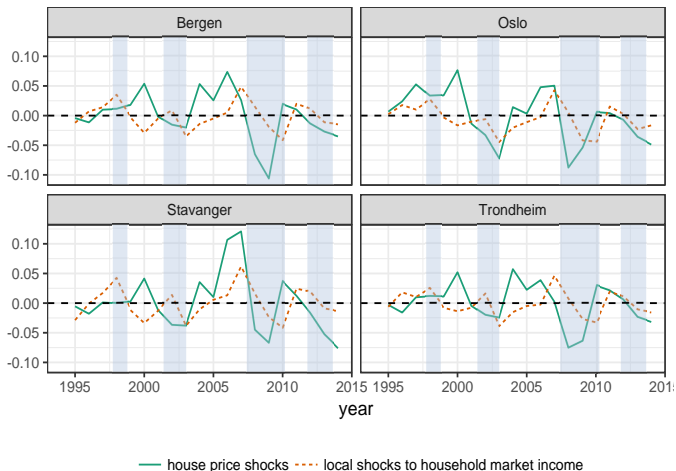 Bergen Oslo
0.10
0.05
0.00
-0.05
-0.10
Stavanger Trondheim
0.10
0.05
0.00
-0.05
-0.10
1995 2000 2005 2010 2015 1995 2000 2005 2010 2015
year
house price shocks local shocks to household market income